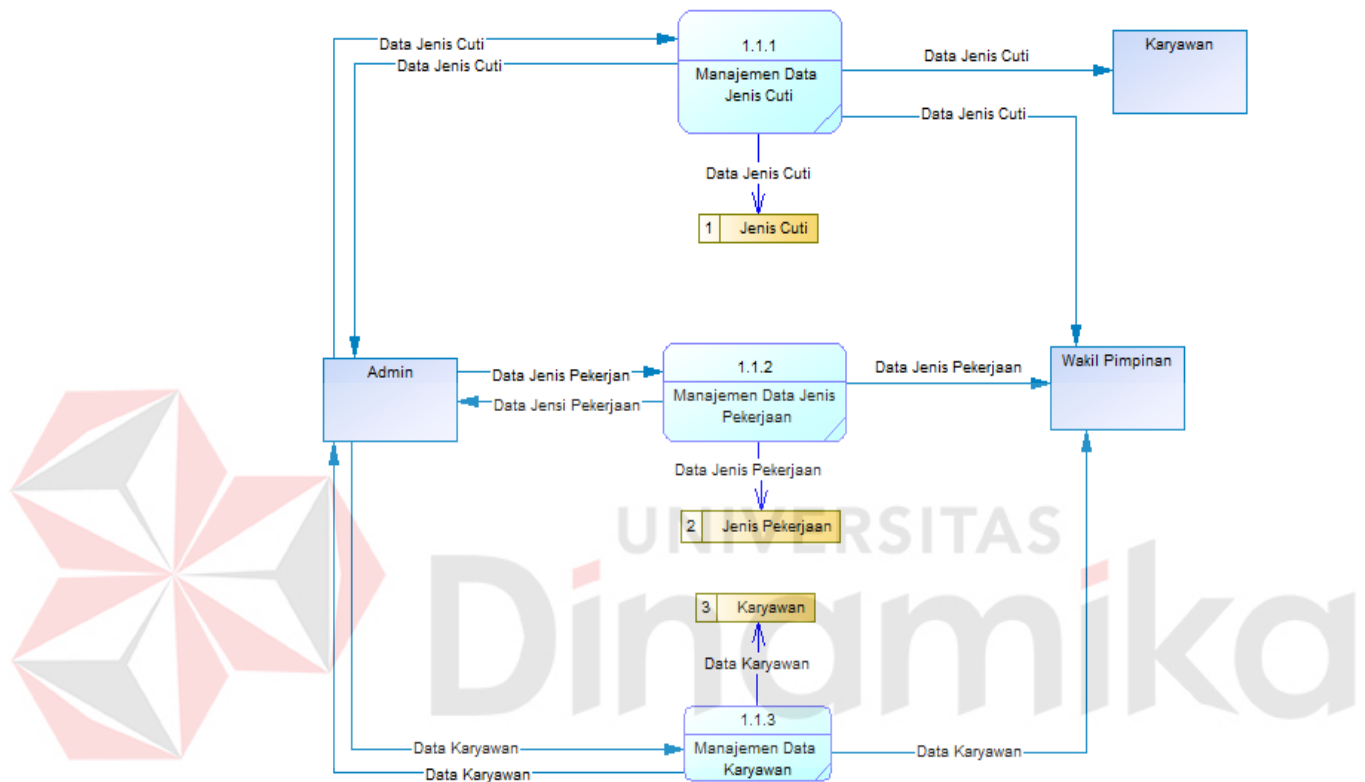 1.1.1
Manajemen Data
Jenis Cuti
Data Jenis Cuti
Data Jenis Cuti
Data Jenis Cuti
Karyawan
Data Jenis Cuti
Data Jenis Cuti
1 Jenis Cuti
Admin
Data Jenis Pekerjan
Data Jensi Pekerjaan
1.1.2
Manajemen Data Jenis
Pekerjaan
Data Jenis Pekerjaan
Wakil Pimpinan
Data Jenis Pekerjaan
2 Jenis Pekerjaan
UNIVERSITAS
Dinamika
3 Karyawan
Data Karyawan
1.1.3
Manajemen Data
Karyawan
Data Karyawan
Data Karyawan
Data Karyawan